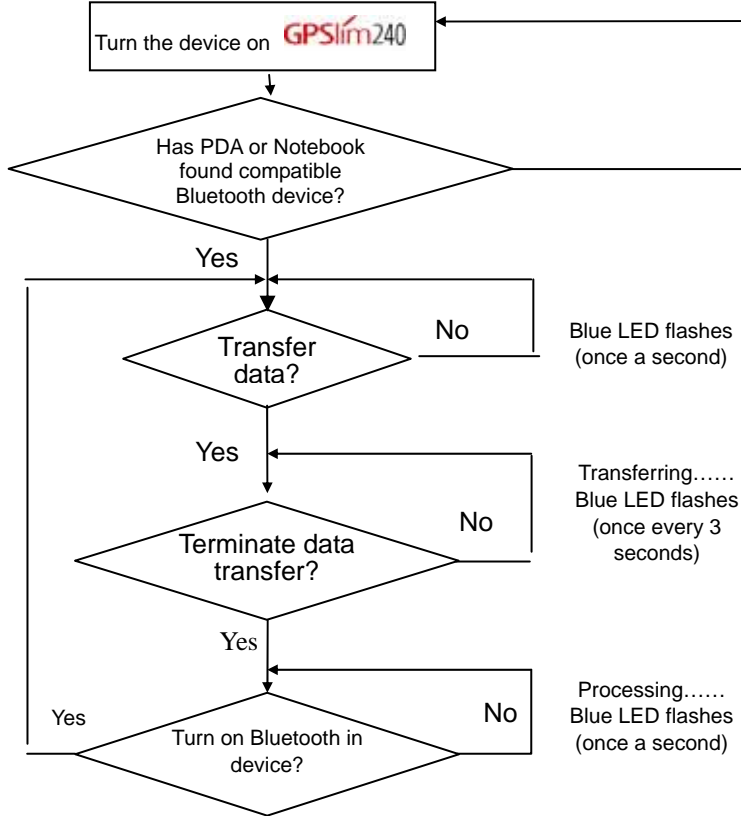 Turn the device on GPSlim240
Has PDA or Notebook
found compatible
Bluetooth device?
Yes
No
Blue LED flashes
(once a second)
Transfer
data?
Yes
Transferring……
Blue LED flashes
(once every 3
seconds)
No
Terminate data
transfer?
Yes
Processing……
Blue LED flashes
(once a second)
No
Yes
Turn on Bluetooth in
device?